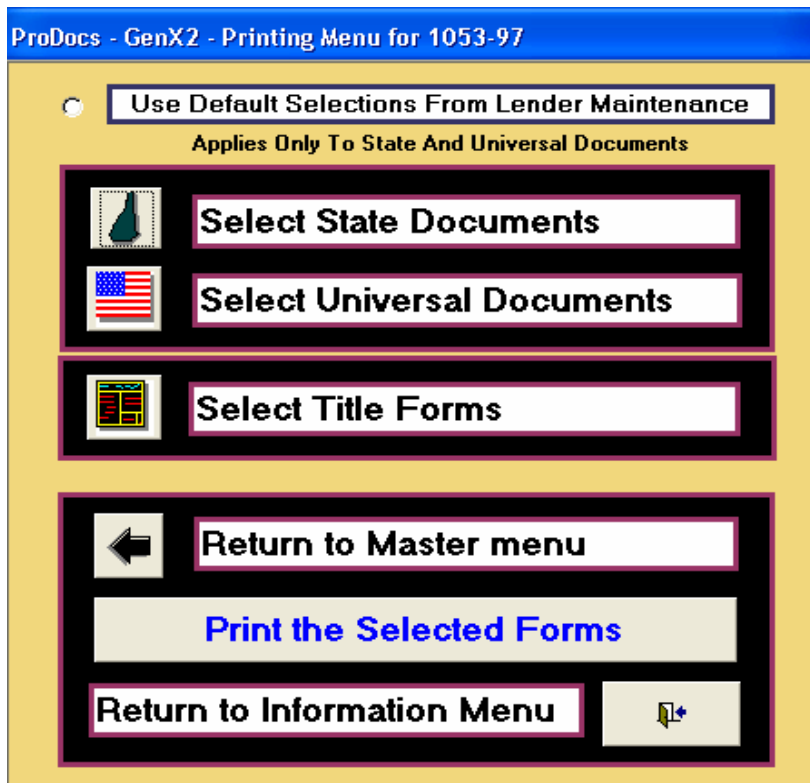 ProDocs - GenX2 - Printing Menu for 1053-97
Use Default Selections From Lender Maintenance
Applies Only To State And Universal Documents
Select State Documents
Select Universal Documents
Select Title Forms
Return to Master menu
Print the Selected Forms
Return to Information Menu